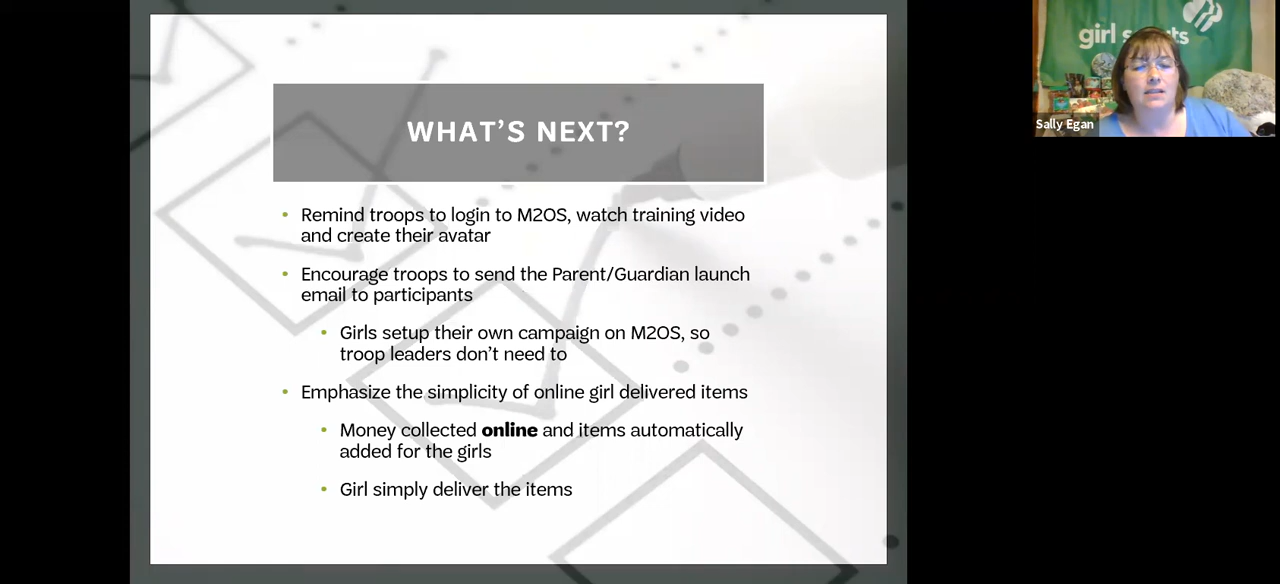 WHAT'S NEXT?
• Remind troops to login to M2OS, watch training video
and create their avatar
• Encourage troops to send the Parent/Guardian launch
email to participants
• Girls setup their own campaign on M2OS, so
troop leaders don't need to
• Emphasize the simplicity of online girl delivered items
• Money collected online and items automatically
added for the girls
• Girl simply deliver the items
girl scouts
Sally Egan